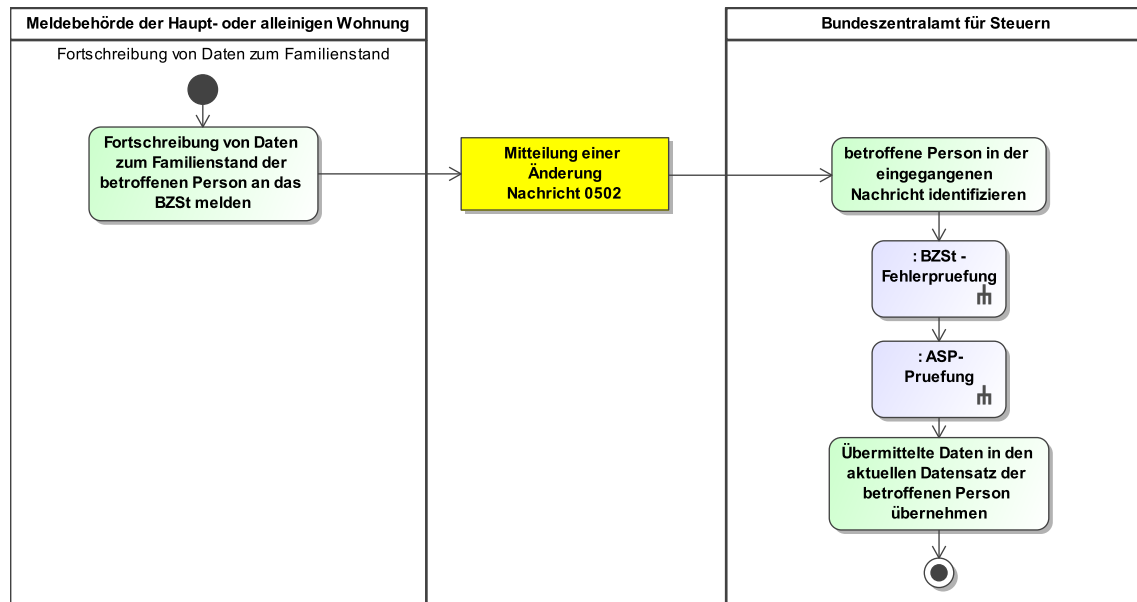 Meldebehörde der Haupt- oder alleinigen Wohnung
Fortschreibung von Daten zum Familienstand
Fortschreibung von Daten
zum Familienstand der
betroffenen Person an das
BZSt melden
Mitteilung einer
Änderung
Nachricht 0502
Bundeszentralamt für Steuern
betroffene Person in der
eingegangenen
Nachricht identifizieren
: BZSt -
Fehlerpruefung
: ASP-
Pruefung
Übermittelte Daten in den
aktuellen Datensatz der
betroffenen Person
übernehmen